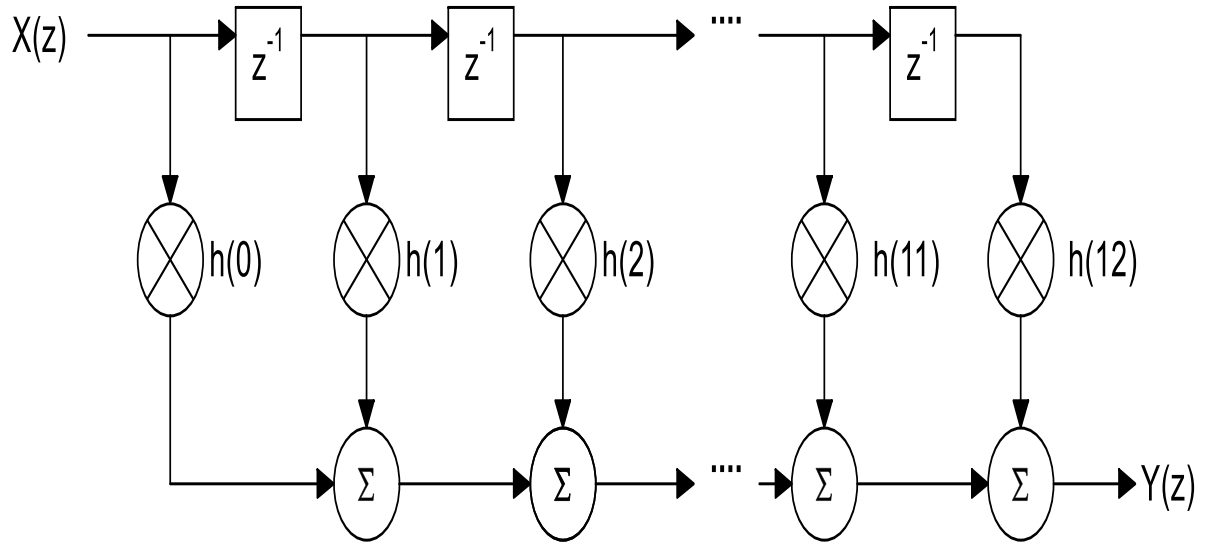 X(z)
z⁻¹
z⁻¹
....
z⁻¹
h(0)
h(1)
h(2)
h(11)
h(12)
Σ
Σ
....
Σ
Σ
Y(z)